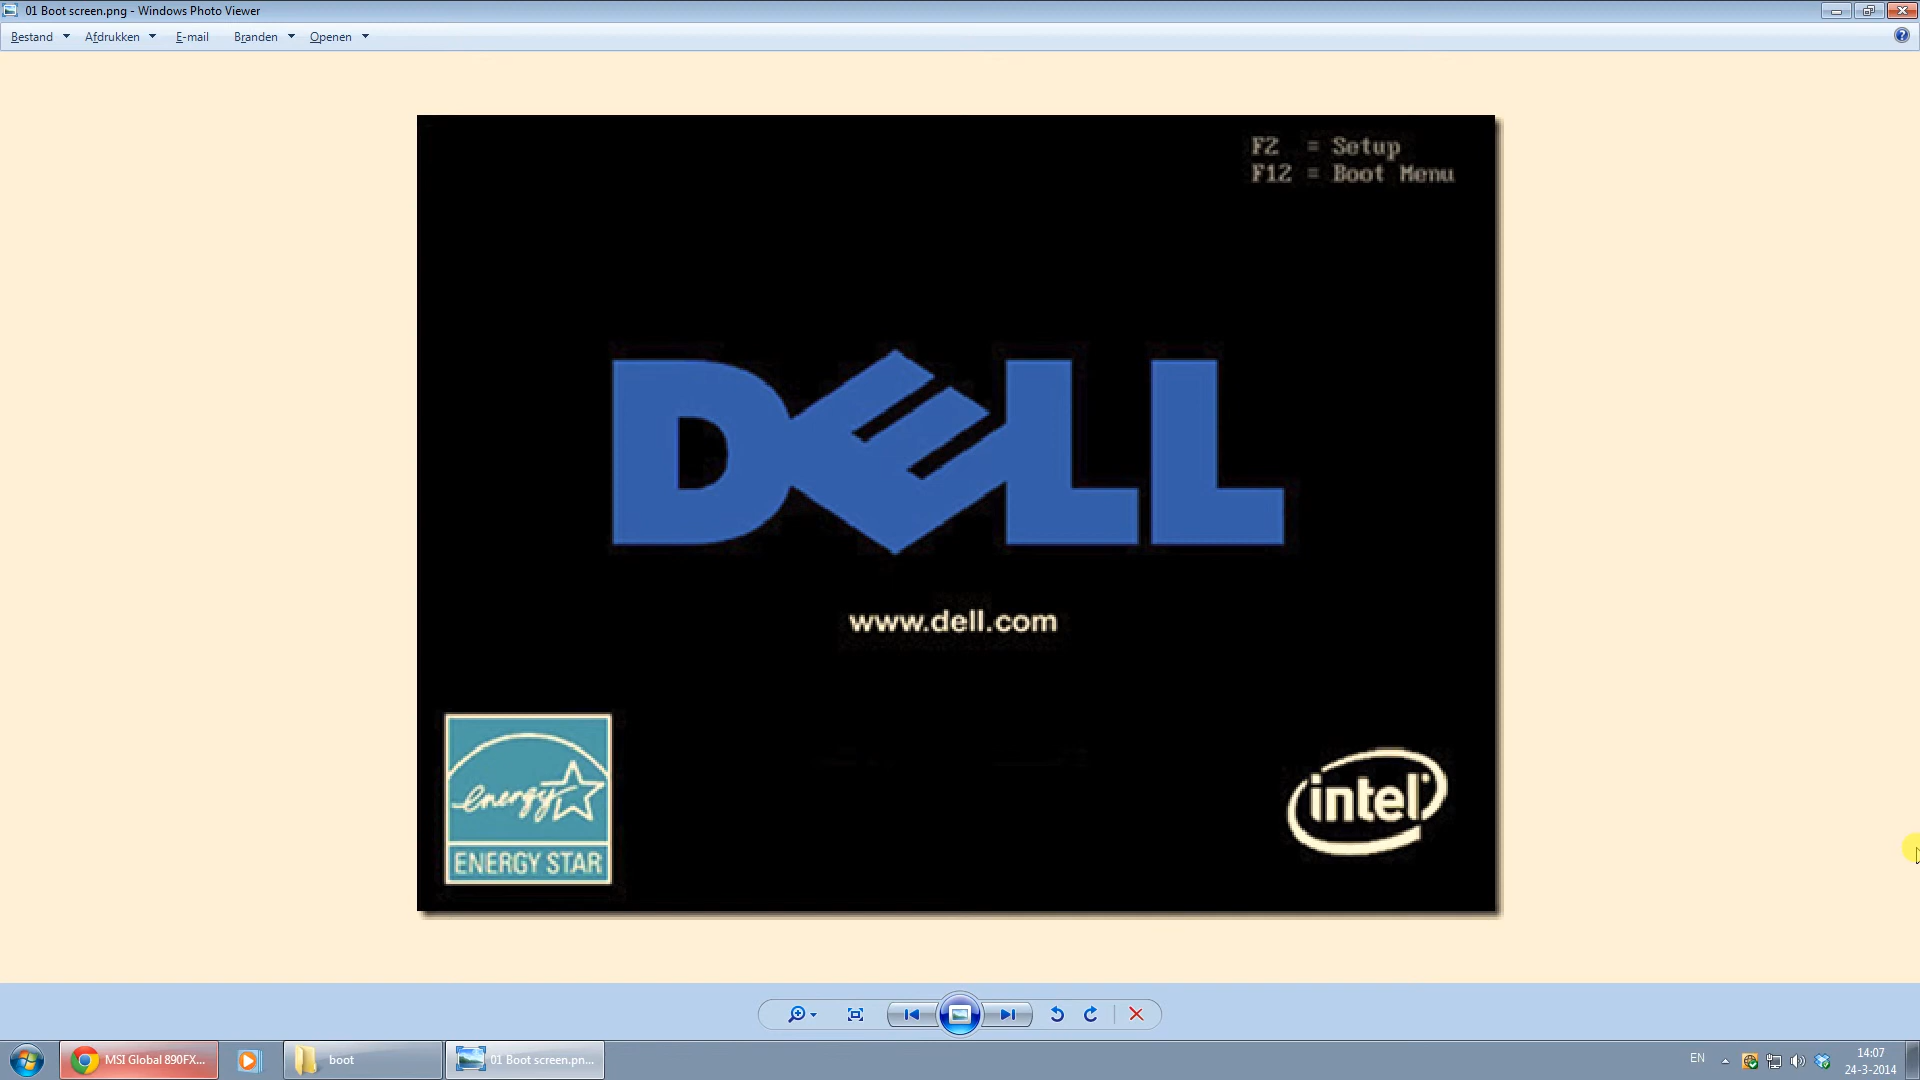 01 Boot screen.png - Windows Photo Viewer
Bestand Afdrukken E-mail Branden Openen
F2 = Setup
F12 = Boot Menu
DELL
www.dell.com
energy
ENERGY STAR
intel
MSI Global 890FX...
boot
01 Boot screen.pn...
EN
14:07
24-3-2014